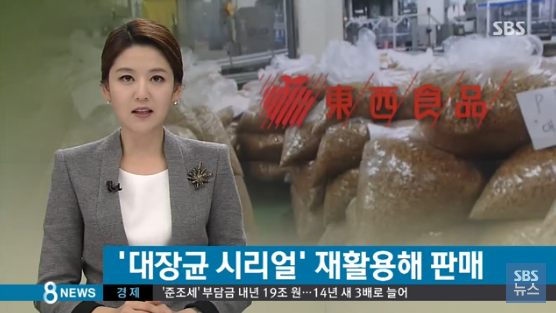 SBS
東西食品
'대장균 시리얼' 재활용해 판매
8 NEWS
경제 '준조세' 부담금 내년 19조 원…14년 새 3배로 늘어
SBS
뉴스